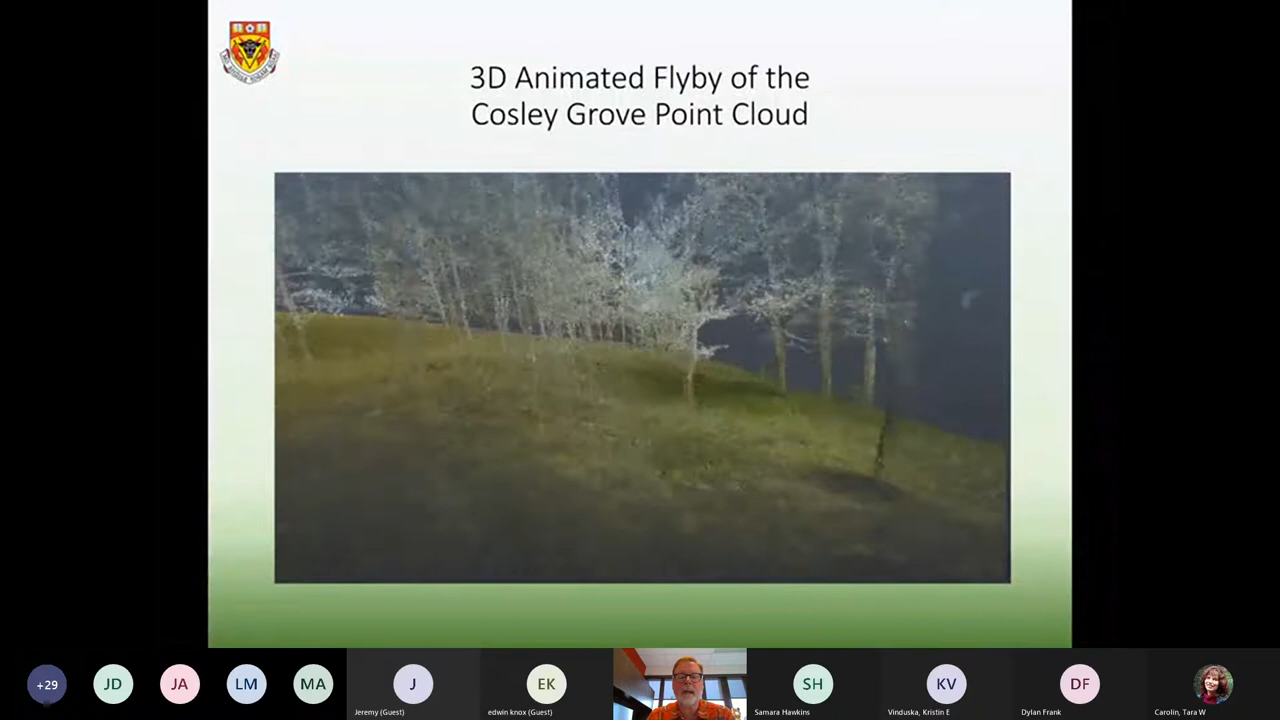 3D Animated Flyby of the
Cosley Grove Point Cloud
+29
JD
JA
LM
MA
J
EK
SH
KV
DF
Jeremy (Guest)
edwin knox (Guest)
Samara Hawkins
Vinduska, Kristin E
Dylan Frank
Carolin, Tara W